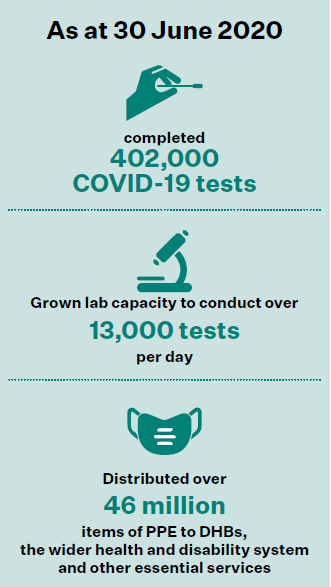 As at 30 June 2020
completed
402,000
COVID-19 tests
Grown lab capacity to conduct over
13,000 tests
per day
Distributed over
46 million
items of PPE to DHBs,
the wider health and disability system
and other essential services